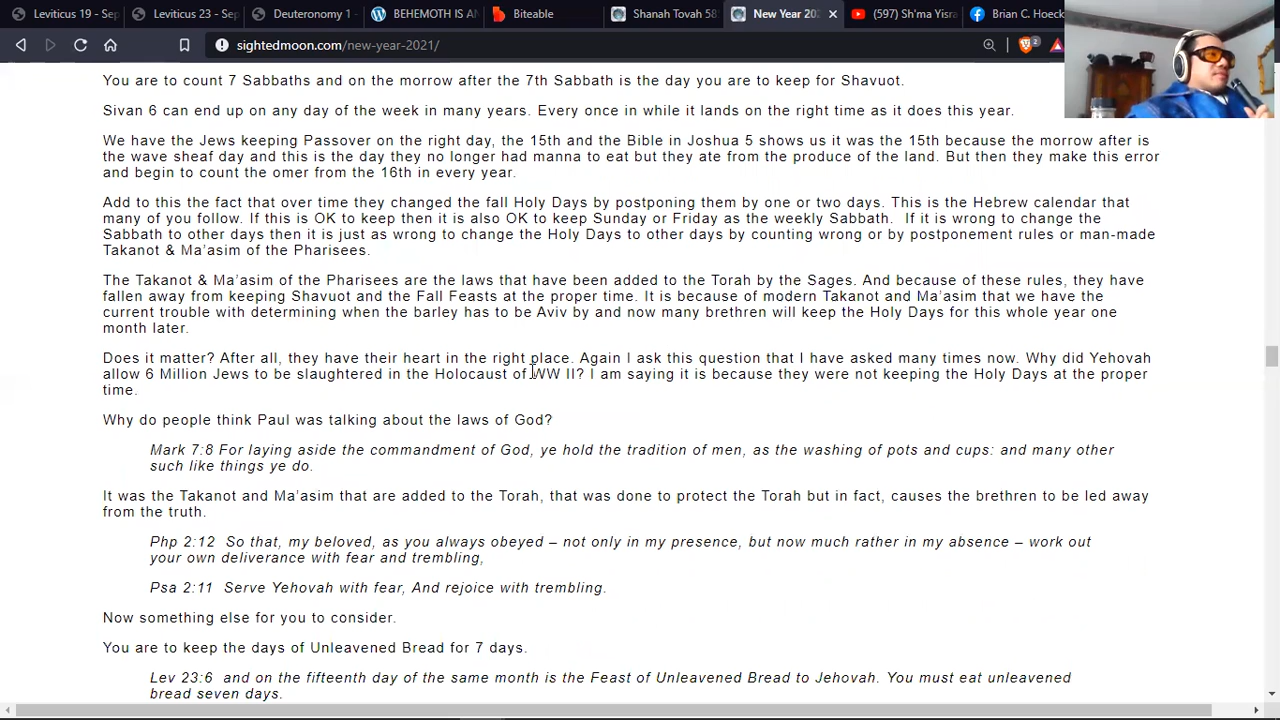 Leviticus 19 - Sep
Leviticus 23 - Sep
Deuteronomy 1 -
BEHEMOTH IS AN
Biteable
Shanah Tovah 58
New Year 202
(597) Sh'ma Yisra
Brian C. Hoeck
sightedmoon.com/new-year-2021/
2
You are to count 7 Sabbaths and on the morrow after the 7th Sabbath is the day you are to keep for Shavuot.
Sivan 6 can end up on any day of the week in many years. Every once in while it lands on the right time as it does this year.
We have the Jews keeping Passover on the right day, the 15th and the Bible in Joshua 5 shows us it was the 15th because the morrow after is
the wave sheaf day and this is the day they no longer had manna to eat but they ate from the produce of the land. But then they make this error
and begin to count the omer from the 16th in every year.
Add to this the fact that over time they changed the fall Holy Days by postponing them by one or two days. This is the Hebrew calendar that
many of you follow. If this is OK to keep then it is also OK to keep Sunday or Friday as the weekly Sabbath. If it is wrong to change the
Sabbath to other days then it is just as wrong to change the Holy Days to other days by counting wrong or by postponement rules or man-made
Takanot & Ma'asim of the Pharisees.
The Takanot & Ma'asim of the Pharisees are the laws that have been added to the Torah by the Sages. And because of these rules, they have
fallen away from keeping Shavuot and the Fall Feasts at the proper time. It is because of modern Takanot and Ma'asim that we have the
current trouble with determining when the barley has to be Aviv by and now many brethren will keep the Holy Days for this whole year one
month later.
Does it matter? After all, they have their heart in the right place. Again I ask this question that I have asked many times now. Why did Yehovah
allow 6 Million Jews to be slaughtered in the Holocaust of WW II? I am saying it is because they were not keeping the Holy Days at the proper
time.
Why do people think Paul was talking about the laws of God?
Mark 7:8 For laying aside the commandment of God, ye hold the tradition of men, as the washing of pots and cups: and many other
such like things ye do.
It was the Takanot and Ma'asim that are added to the Torah, that was done to protect the Torah but in fact, causes the brethren to be led away
from the truth.
Php 2:12 So that, my beloved, as you always obeyed – not only in my presence, but now much rather in my absence – work out
your own deliverance with fear and trembling,
Psa 2:11 Serve Yehovah with fear, And rejoice with trembling.
Now something else for you to consider.
You are to keep the days of Unleavened Bread for 7 days.
Lev 23:6 and on the fifteenth day of the same month is the Feast of Unleavened Bread to Jehovah. You must eat unleavened
bread seven days.